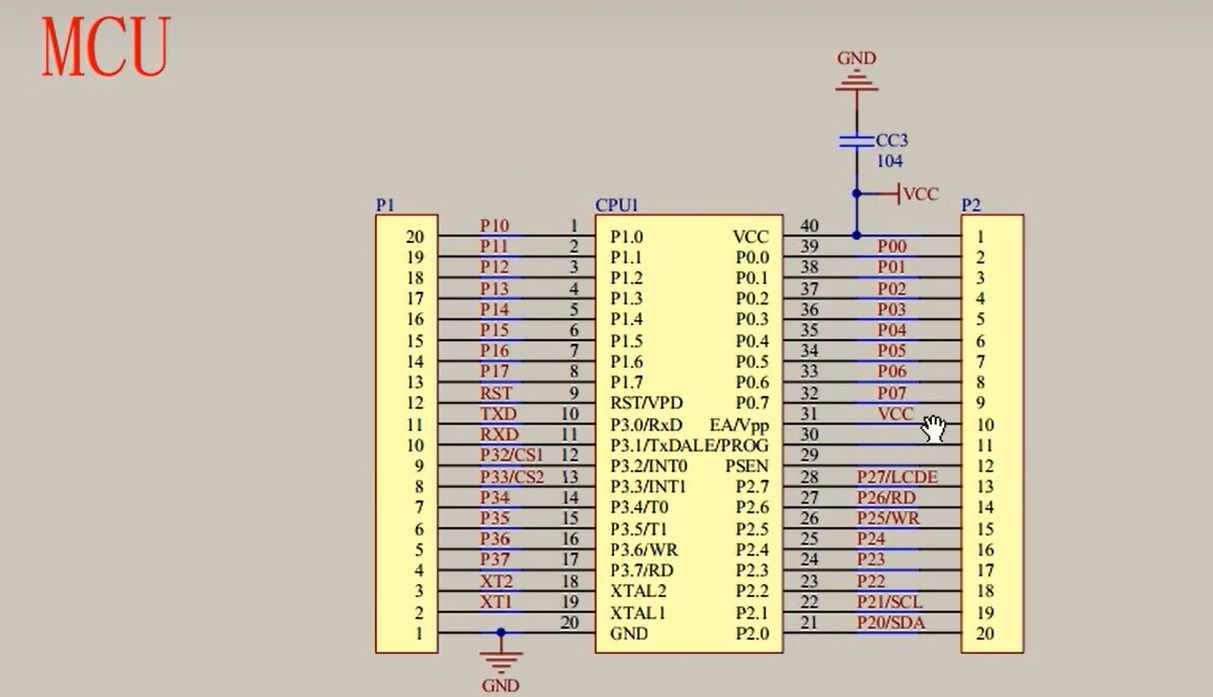 MCU
GND
CC3
104
VCC
P1
CPU1
P2
20 P10 1 P1.0 VCC 40 1
19 P11 2 P1.1 P0.0 39 P00 2
18 P12 3 P1.2 P0.1 38 P01 3
17 P13 4 P1.3 P0.2 37 P02 4
16 P14 5 P1.4 P0.3 36 P03 5
15 P15 6 P1.5 P0.4 35 P04 6
14 P16 7 P1.6 P0.5 34 P05 7
13 P17 8 P1.7 P0.6 33 P06 8
12 RST 9 RST/VPD P0.7 32 P07 9
11 TXD 10 P3.0/RxD EA/Vpp 31 VCC 10
10 RXD 11 P3.1/TxD ALE/PROG 30 11
9 P32/CS1 12 P3.2/INT0 PSEN 29 12
8 P33/CS2 13 P3.3/INT1 P2.7 28 P27/LCDE 13
7 P34 14 P3.4/T0 P2.6 27 P26/RD 14
6 P35 15 P3.5/T1 P2.5 26 P25/WR 15
5 P36 16 P3.6/WR P2.4 25 P24 16
4 P37 17 P3.7/RD P2.3 24 P23 17
3 XT2 18 XTAL2 P2.2 23 P22 18
2 XT1 19 XTAL1 P2.1 22 P21/SCL 19
1 20 GND P2.0 21 P20/SDA 20
GND